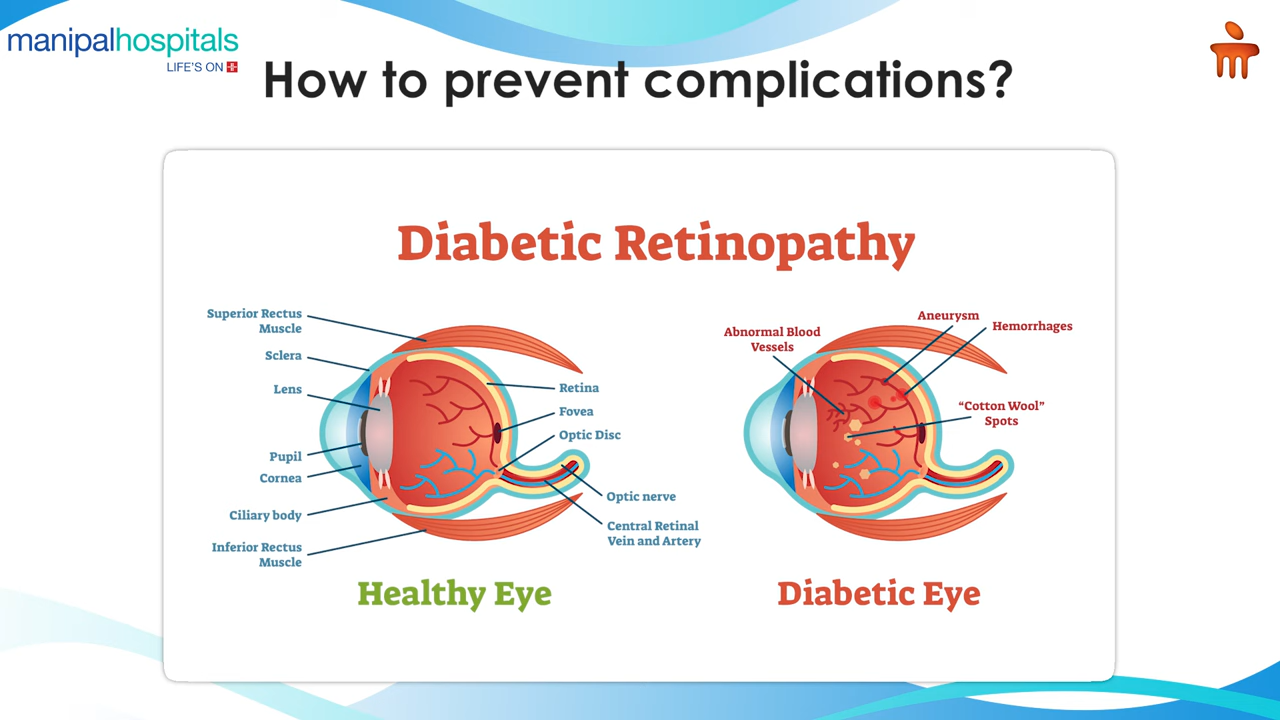 manipalhospitals
LIFE'S ON
How to prevent complications?
Diabetic Retinopathy
Superior Rectus
Muscle
Sclera
Lens
Pupil
Cornea
Ciliary body
Inferior Rectus
Muscle
Retina
Fovea
Optic Disc
Optic nerve
Central Retinal
Vein and Artery
Healthy Eye
Abnormal Blood
Vessels
Aneurysm
Hemorrhages
“Cotton Wool”
Spots
Diabetic Eye